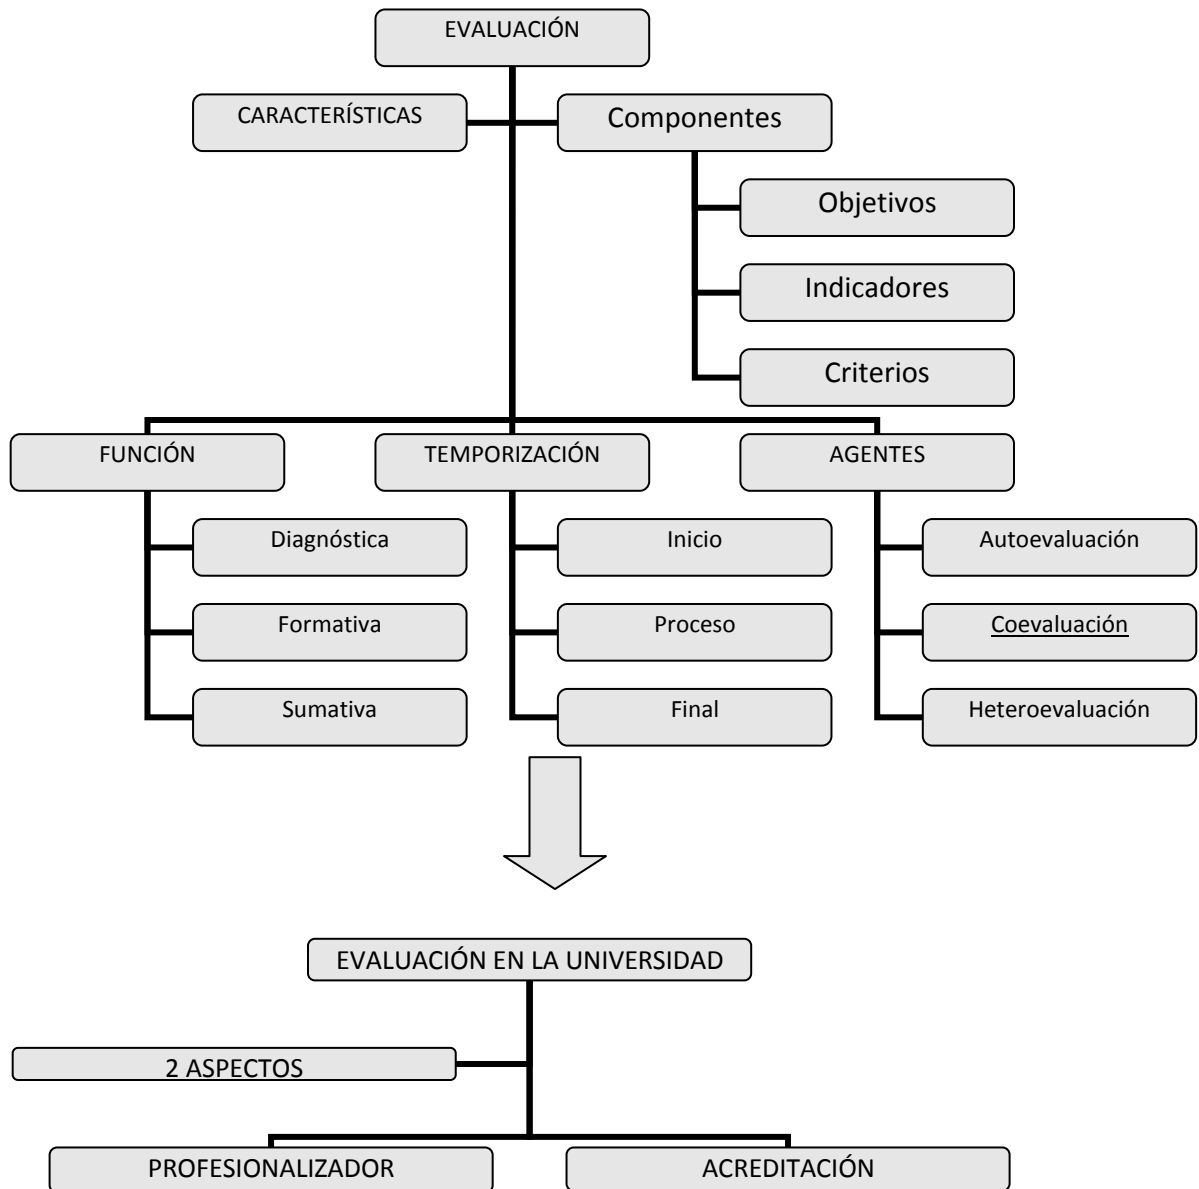 EVALUACIÓN
CARACTERÍSTICAS
Componentes
Objetivos
Indicadores
Criterios
FUNCIÓN
TEMPORIZACIÓN
AGENTES
Diagnóstica
Inicio
Autoevaluación
Formativa
Proceso
Coevaluación
Sumativa
Final
Heteroevaluación
EVALUACIÓN EN LA UNIVERSIDAD
2 ASPECTOS
PROFESIONALIZADOR
ACREDITACIÓN